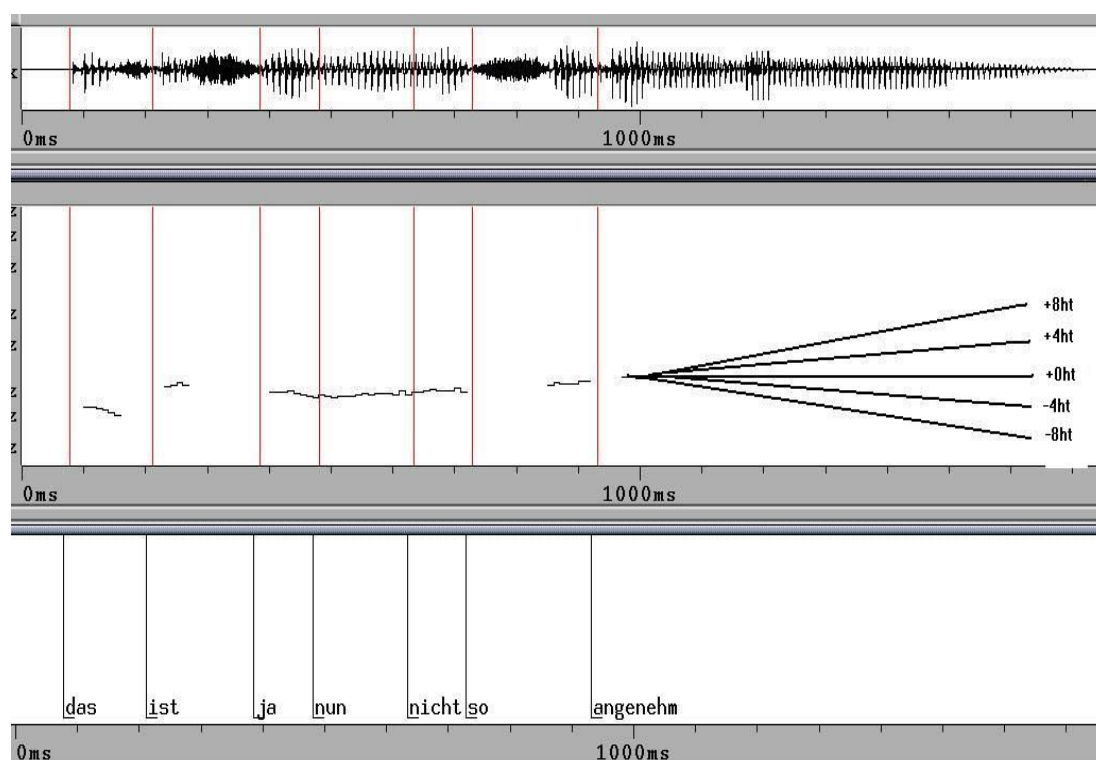 0ms 1000ms
+8ht
+4ht
+0ht
-4ht
-8ht
0ms 1000ms
das ist ja nun nicht so angenehm
0ms 1000ms